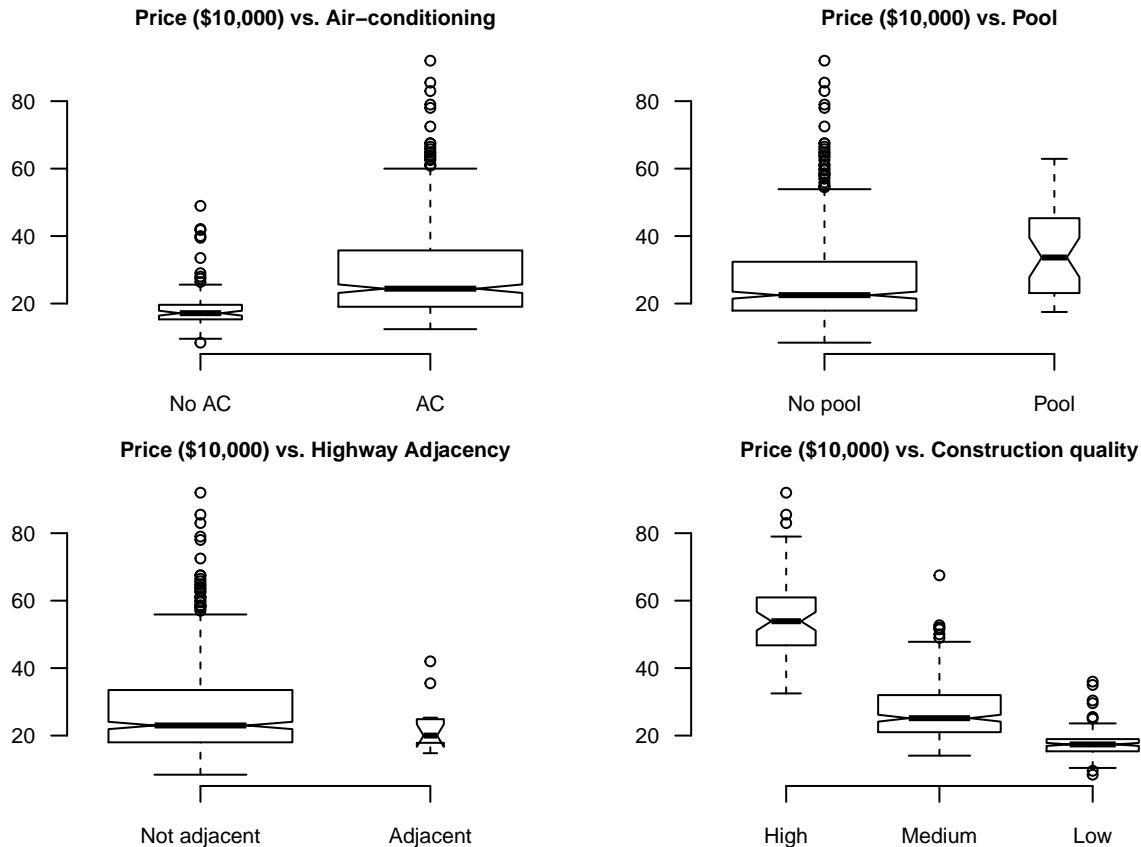 Price ($10,000) vs. Air−conditioning
80
60
40
20
No AC
AC
Price ($10,000) vs. Pool
80
60
40
20
No pool
Pool
Price ($10,000) vs. Highway Adjacency
80
60
40
20
Not adjacent
Adjacent
Price ($10,000) vs. Construction quality
80
60
40
20
High
Medium
Low